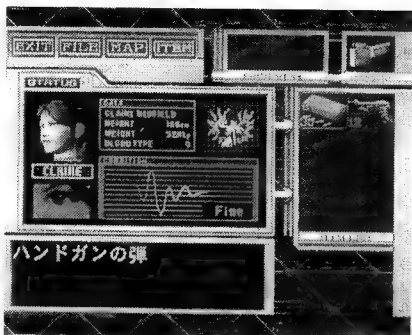 EXIT FILE MAP ITEM
STATUS
DATA
CLAIRE REDFIELD
HEIGHT
WEIGHT
BLOOD TYPE
CLAIRE
CONDITION
Fine
ハンドガンの弾